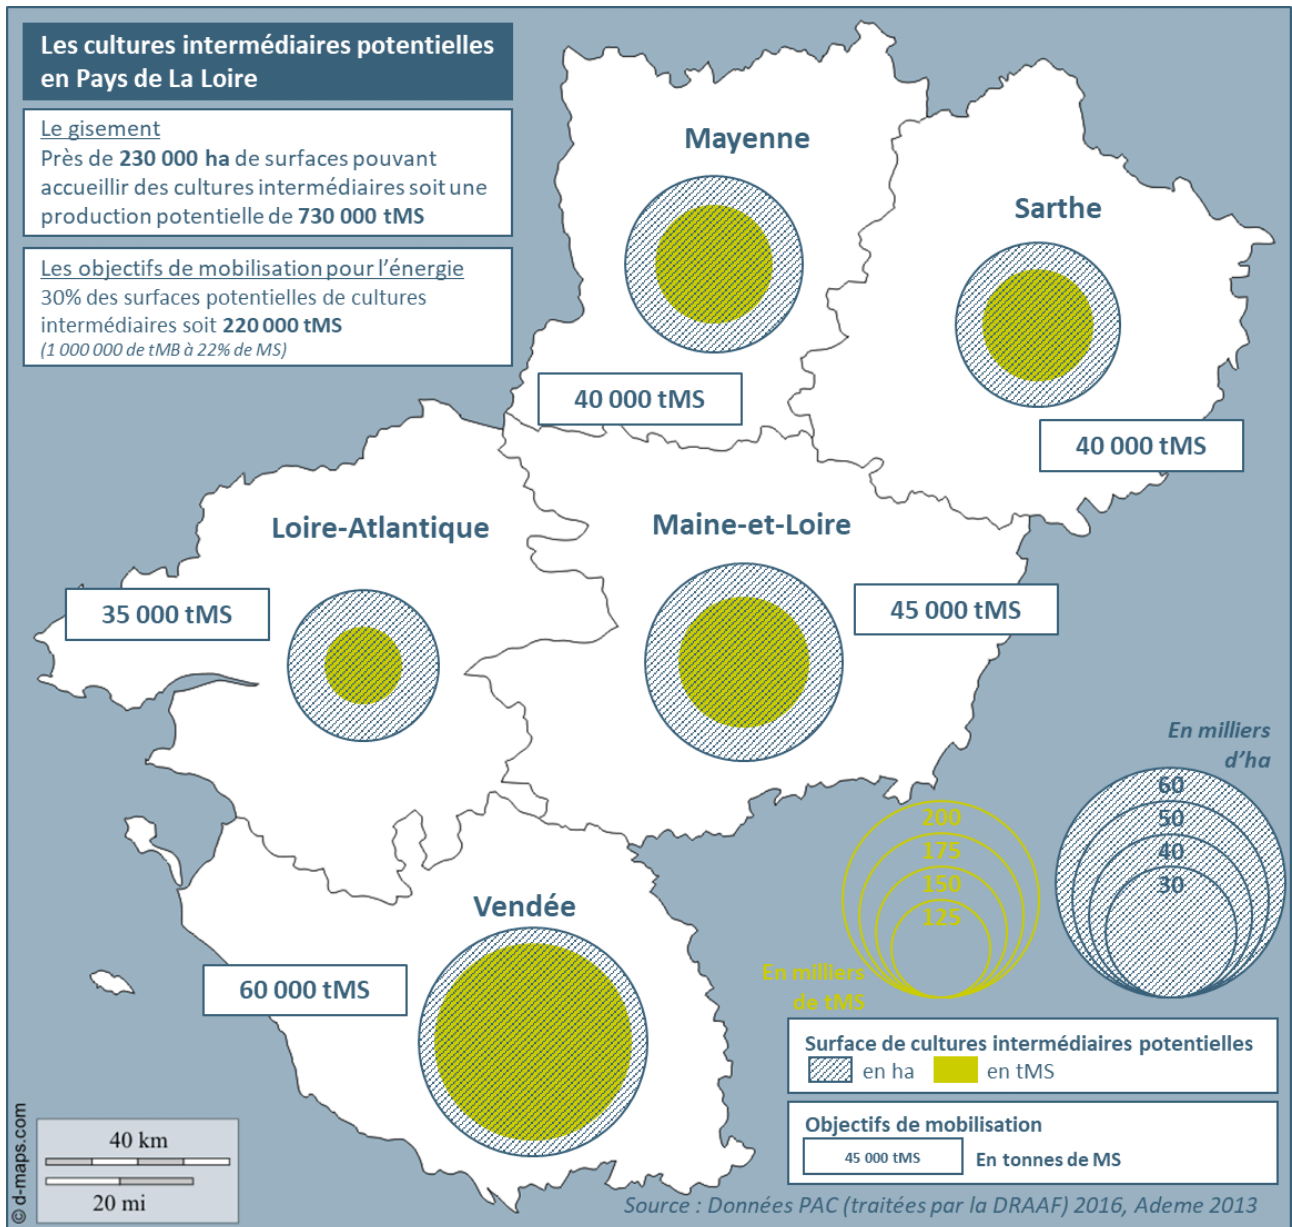 Les cultures intermédiaires potentielles
en Pays de La Loire
Le gisement
Près de 230 000 ha de surfaces pouvant
accueillir des cultures intermédiaires soit une
production potentielle de 730 000 tMS
Les objectifs de mobilisation pour l'énergie
30% des surfaces potentielles de cultures
intermédiaires soit 220 000 tMS
(1 000 000 de tMB à 22% de MS)
Mayenne
Sarthe
40 000 tMS
40 000 tMS
Loire-Atlantique
Maine-et-Loire
35 000 tMS
45 000 tMS
Vendée
60 000 tMS
En milliers
d'ha
60
50
40
30
200
175
150
125
En milliers
de tMS
Surface de cultures intermédiaires potentielles
en ha
en tMS
Objectifs de mobilisation
45 000 tMS
En tonnes de MS
40 km
20 mi
© d-maps.com
Source : Données PAC (traitées par la DRAAF) 2016, Ademe 2013